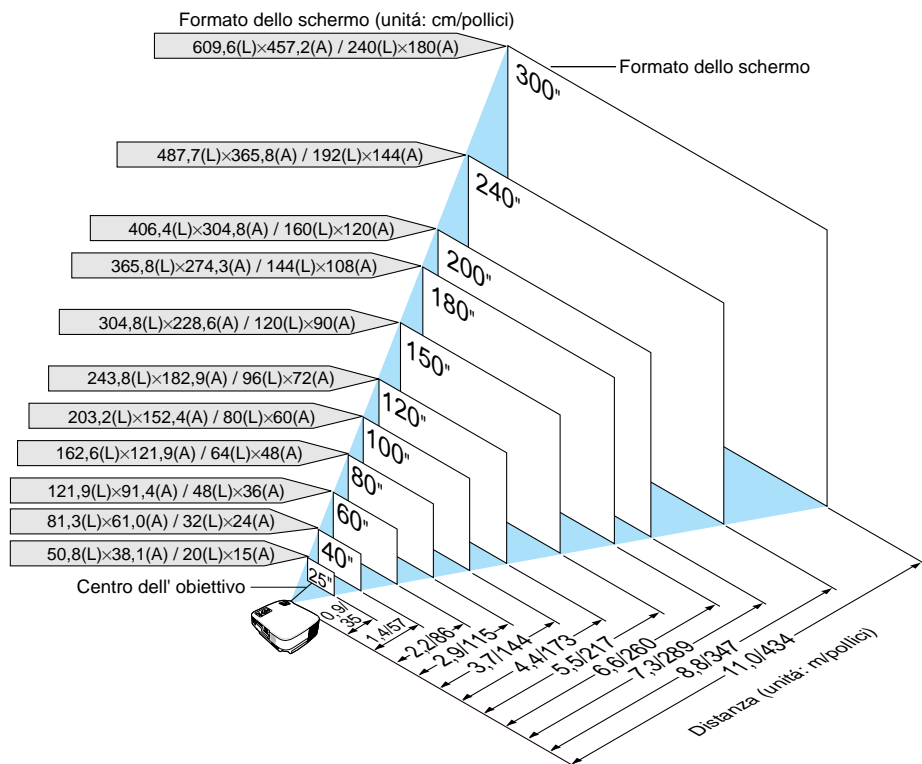 Formato dello schermo (unitá: cm/pollici)
609,6(L)×457,2(A) / 240(L)×180(A)
Formato dello schermo
300"
487,7(L)×365,8(A) / 192(L)×144(A)
240"
406,4(L)×304,8(A) / 160(L)×120(A)
200"
365,8(L)×274,3(A) / 144(L)×108(A)
180"
304,8(L)×228,6(A) / 120(L)×90(A)
150"
243,8(L)×182,9(A) / 96(L)×72(A)
120"
203,2(L)×152,4(A) / 80(L)×60(A)
100"
162,6(L)×121,9(A) / 64(L)×48(A)
80"
121,9(L)×91,4(A) / 48(L)×36(A)
60"
81,3(L)×61,0(A) / 32(L)×24(A)
40"
50,8(L)×38,1(A) / 20(L)×15(A)
25"
Centro dell' obiettivo
0,9/
35
1,4/57
2,2/86
2,9/115
3,7/144
4,4/173
5,5/217
6,6/260
7,3/289
8,8/347
11,0/434
Distanza (unitá: m/pollici)